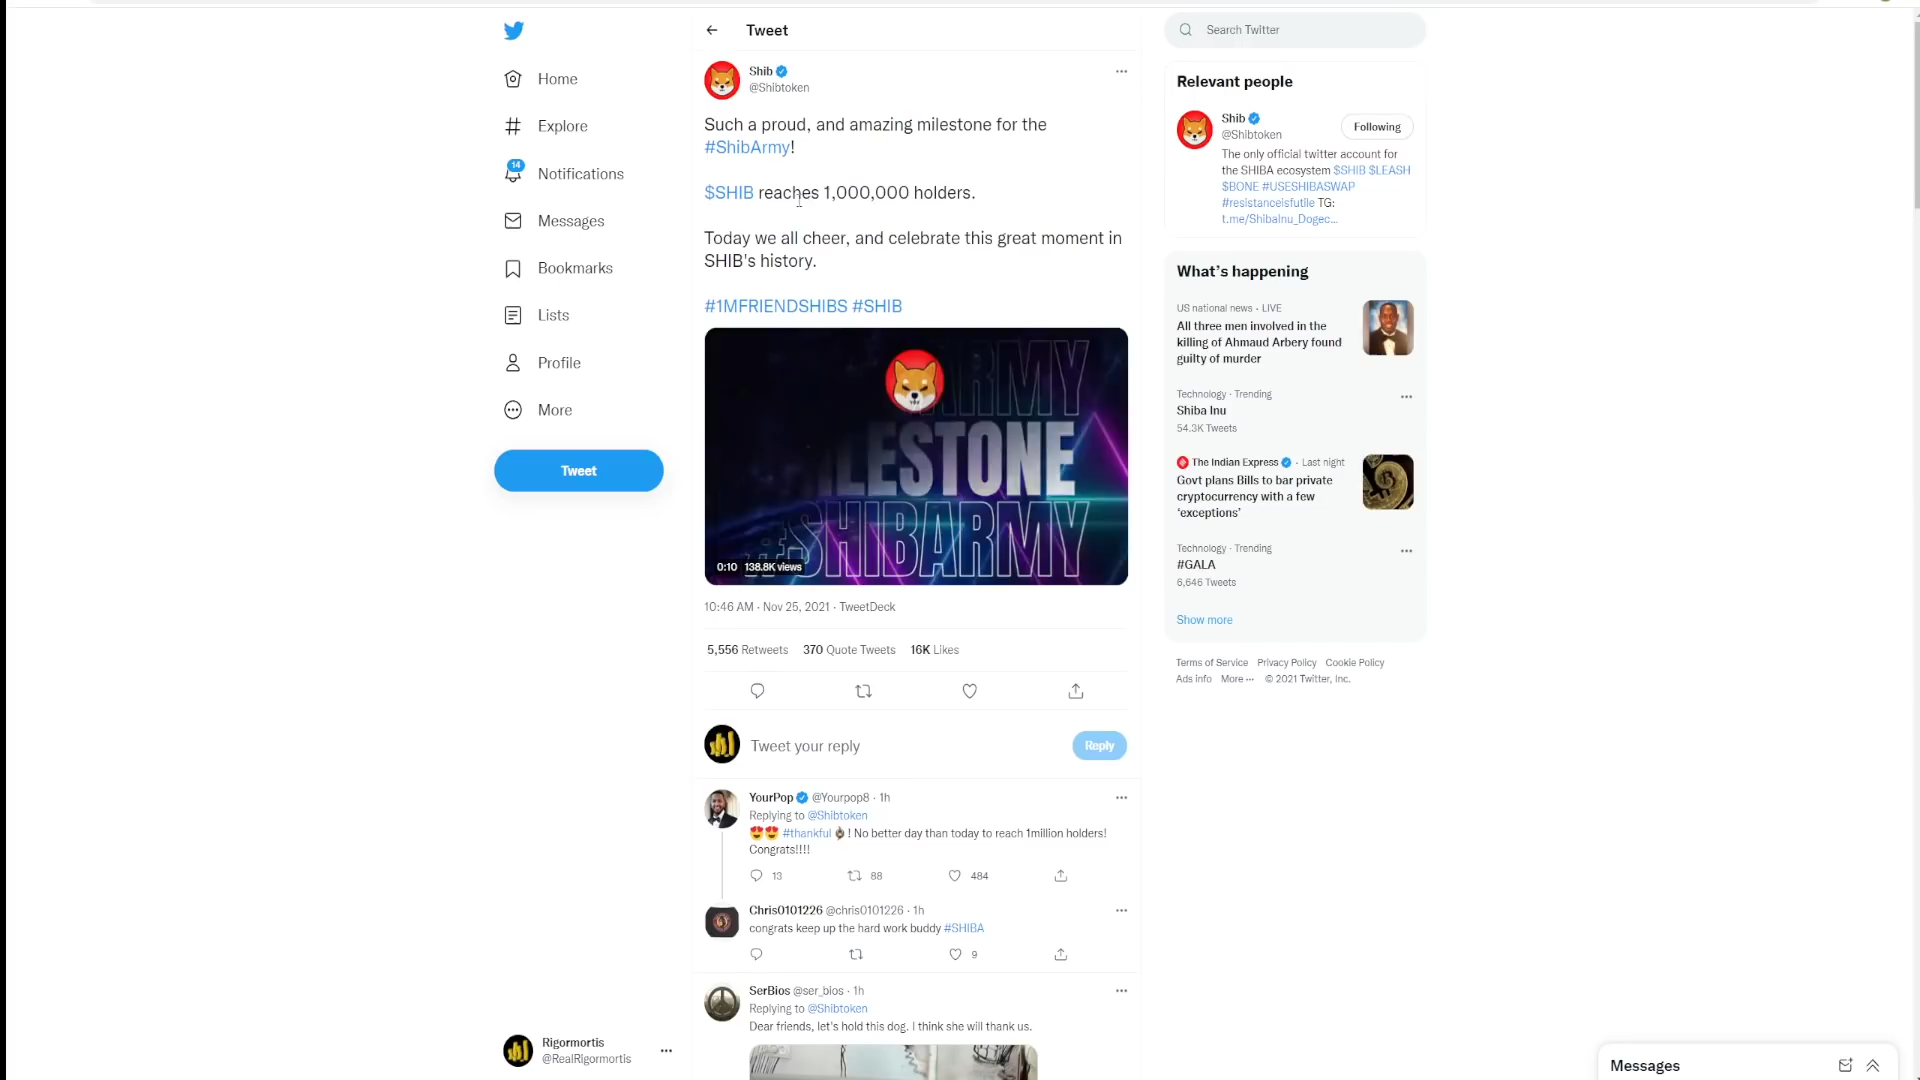 Home
Explore
14
Notifications
Messages
Bookmarks
Lists
Profile
More
Tweet
Rigormortis
@RealRigormortis
Tweet
Shib
@Shibtoken
Such a proud, and amazing milestone for the
#ShibArmy!
$SHIB reaches 1,000,000 holders.
Today we all cheer, and celebrate this great moment in
SHIB's history.
#1MFRIENDSHIBS #SHIB
ARMY
LESTONE
#SHIBARMY
0:10 138.8K views
10:46 AM · Nov 25, 2021 · TweetDeck
5,556 Retweets 370 Quote Tweets 16K Likes
Tweet your reply
Reply
YourPop @Yourpop8 · 1h
Replying to @Shibtoken
😍😍 #thankful ! No better day than today to reach 1million holders!
Congrats!!!!
13 88 484
Chris0101226 @chris0101226 · 1h
congrats keep up the hard work buddy #SHIBA
9
SerBios @ser_bios · 1h
Replying to @Shibtoken
Dear friends, let's hold this dog. I think she will thank us.
Search Twitter
Relevant people
Shib
@Shibtoken
Following
The only official twitter account for
the SHIBA ecosystem $SHIB $LEASH
$BONE #USESHIBASWAP
#resistanceisfutile TG:
t.me/ShibaInu_Dogec...
What's happening
US national news · LIVE
All three men involved in the
killing of Ahmaud Arbery found
guilty of murder
Technology · Trending
Shiba Inu
54.3K Tweets
The Indian Express · Last night
Govt plans Bills to bar private
cryptocurrency with a few
‘exceptions’
Technology · Trending
#GALA
6,646 Tweets
Show more
Terms of Service Privacy Policy Cookie Policy
Ads info More ··· © 2021 Twitter, Inc.
Messages